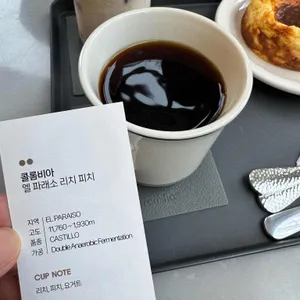 콜롬비아
엘 파라소 리치 피치
지역 | EL PARAISO
고도 | 1,760 ~ 1,930m
품종 | CASTILLO
가공 | Double Anaerobic Fermentation
CUP NOTE
리치, 피치, 요거트